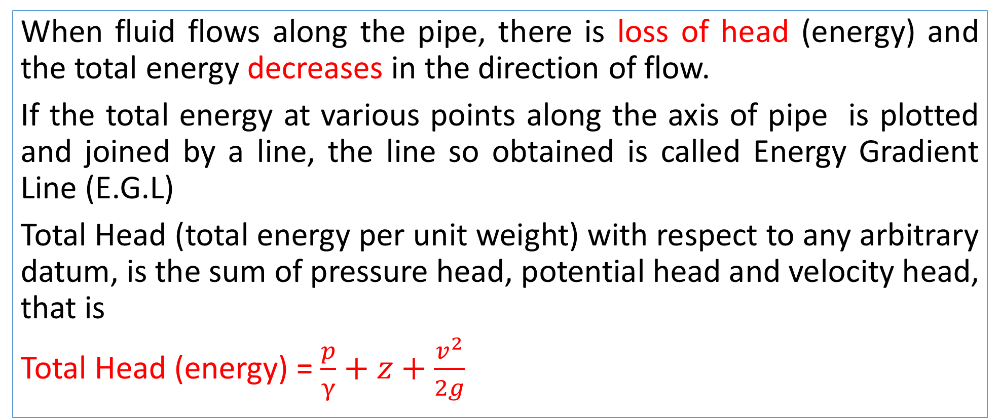 When fluid flows along the pipe, there is loss of head (energy) and
the total energy decreases in the direction of flow.
If the total energy at various points along the axis of pipe  is plotted
and joined by a line, the line so obtained is called Energy Gradient
Line (E.G.L)
Total Head (total energy per unit weight) with respect to any arbitrary
datum, is the sum of pressure head, potential head and velocity head,
that is
Total Head (energy) = p/γ + z + v²/2g